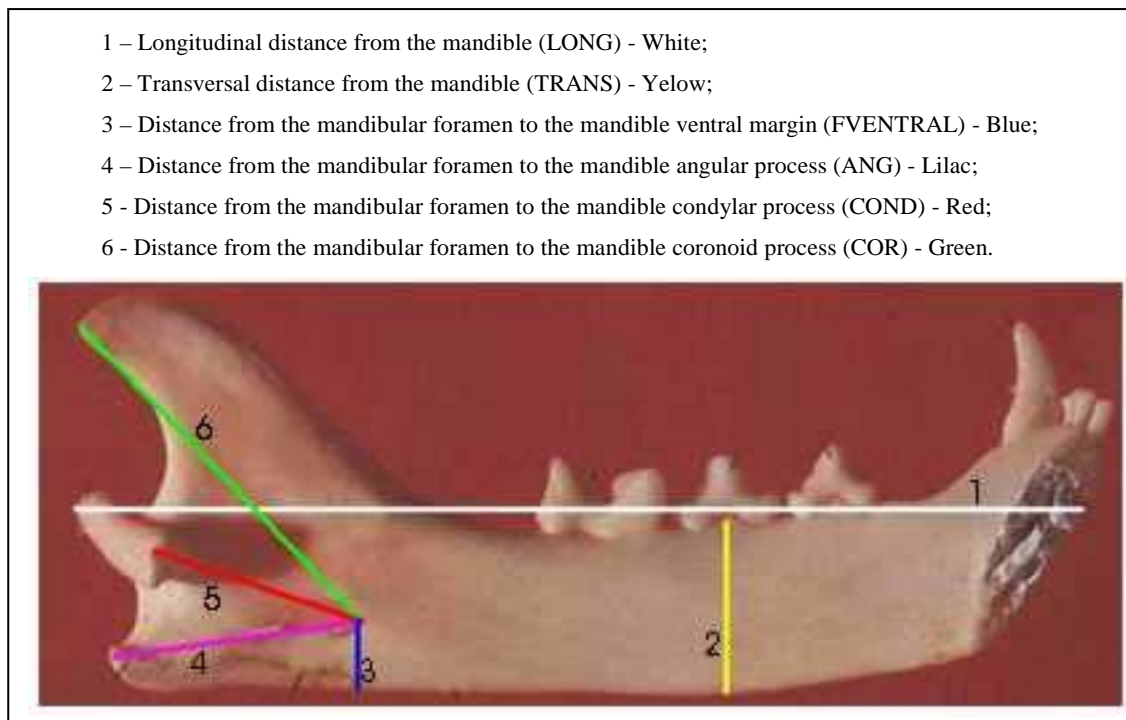 1 – Longitudinal distance from the mandible (LONG) - White;
2 – Transversal distance from the mandible (TRANS) - Yelow;
3 – Distance from the mandibular foramen to the mandible ventral margin (FVENTRAL) - Blue;
4 – Distance from the mandibular foramen to the mandible angular process (ANG) - Lilac;
5 - Distance from the mandibular foramen to the mandible condylar process (COND) - Red;
6 - Distance from the mandibular foramen to the mandible coronoid process (COR) - Green.
6
1
5
2
4
3